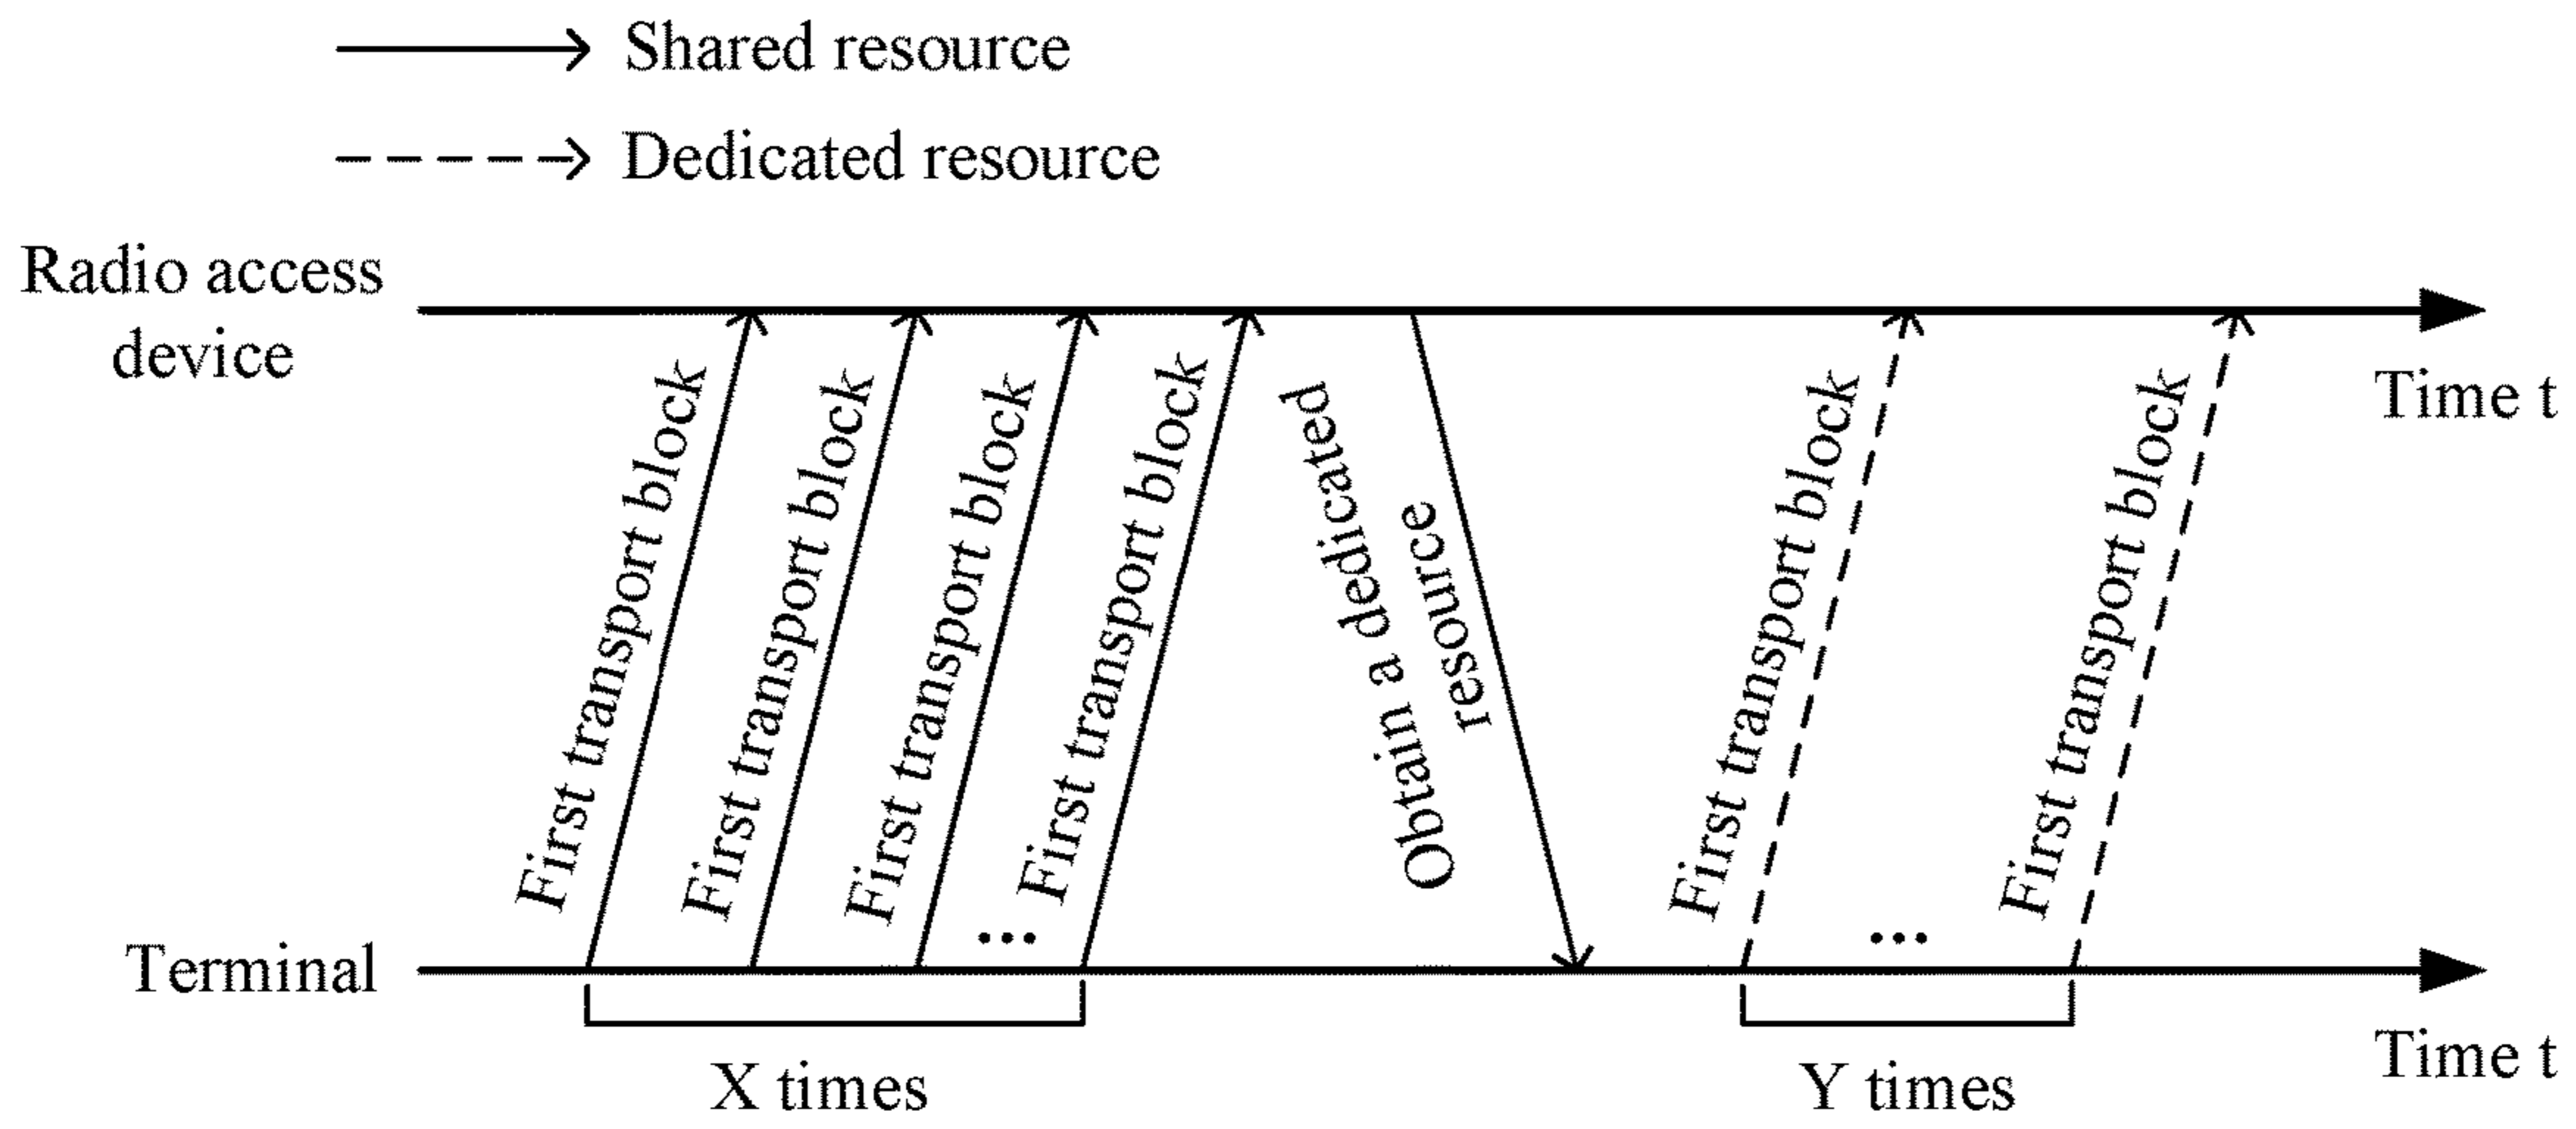 Shared resource
Dedicated resource
Radio access
device
Time t
First transport block
First transport block
First transport block
First transport block
Obtain a dedicated
resource
First transport block
First transport block
...
...
Terminal
Time t
X times
Y times